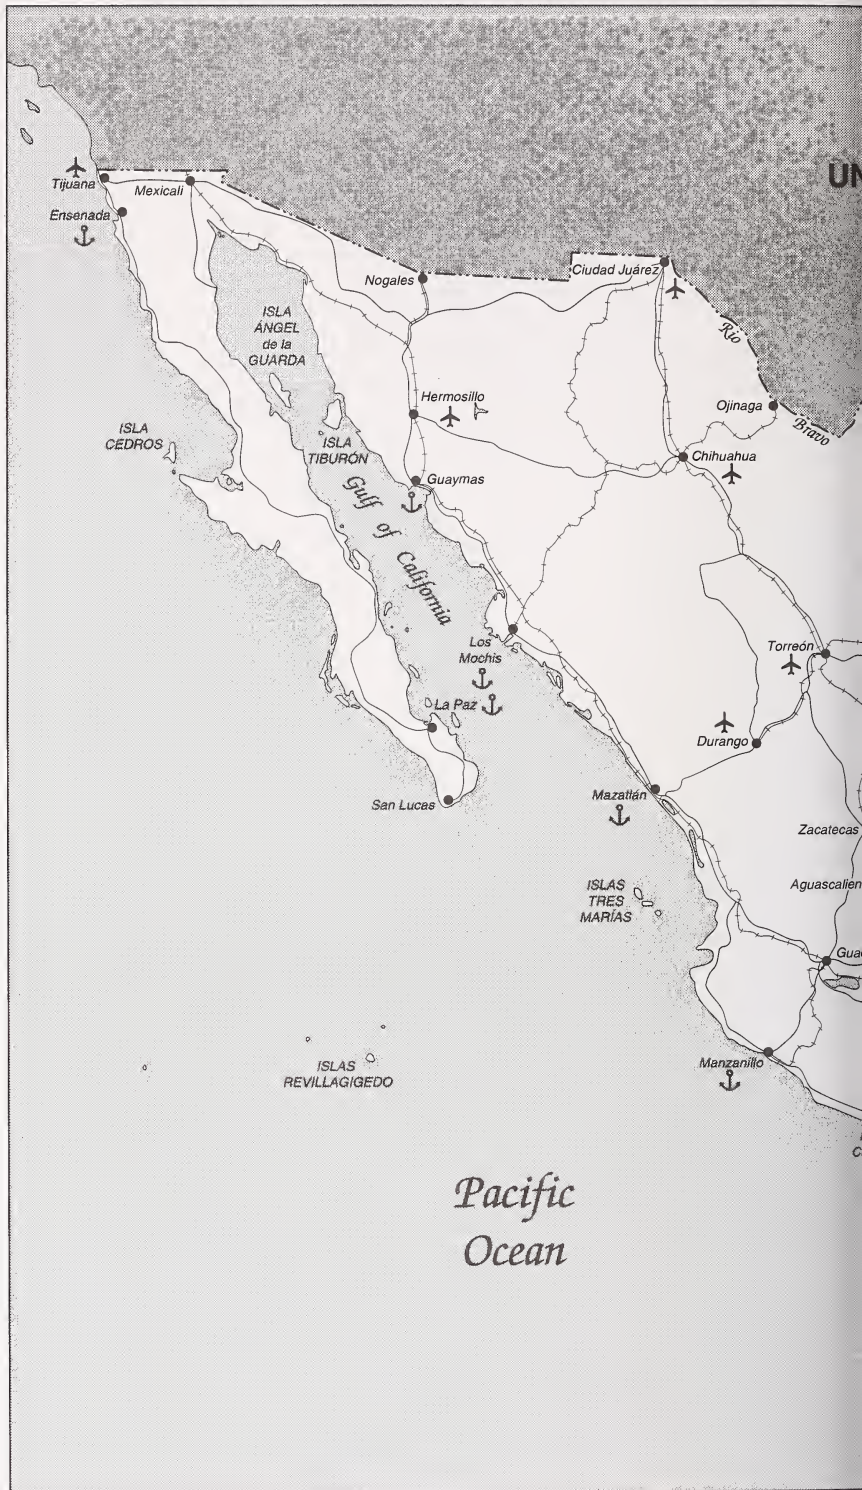 UN
Tijuana
Mexicali
Ensenada
Nogales
Ciudad Juárez
ISLA
ÁNGEL
de la
GUARDA
Rio
Bravo
Hermosillo
Ojinaga
ISLA
CEDROS
ISLA
TIBURÓN
Chihuahua
Guaymas
Gulf of California
Los
Mochis
Torreón
La Paz
Durango
San Lucas
Mazatlán
Zacatecas
ISLAS
TRES
MARÍAS
Aguascalien
Guad
ISLAS
REVILLAGIGEDO
Manzanillo
Pacific
Ocean